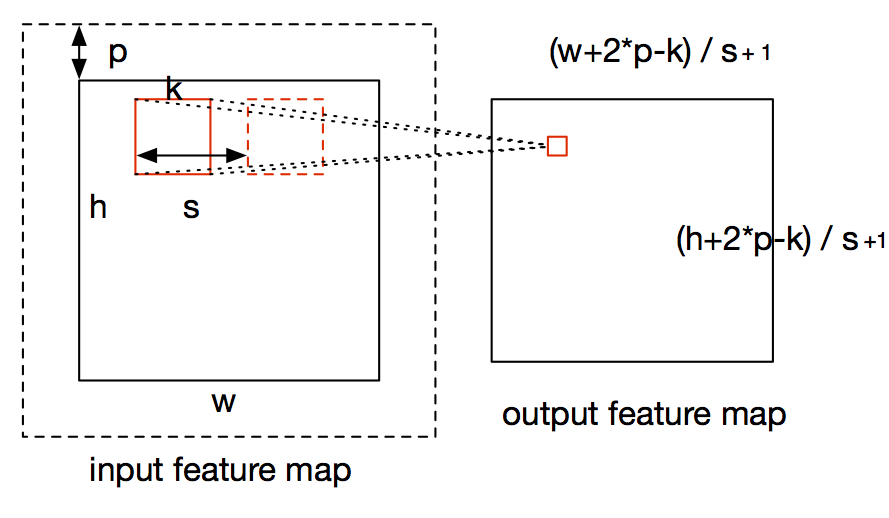 p
k
h
s
w
input feature map
(w+2*p-k) / s + 1
(h+2*p-k) / s +1
output feature map